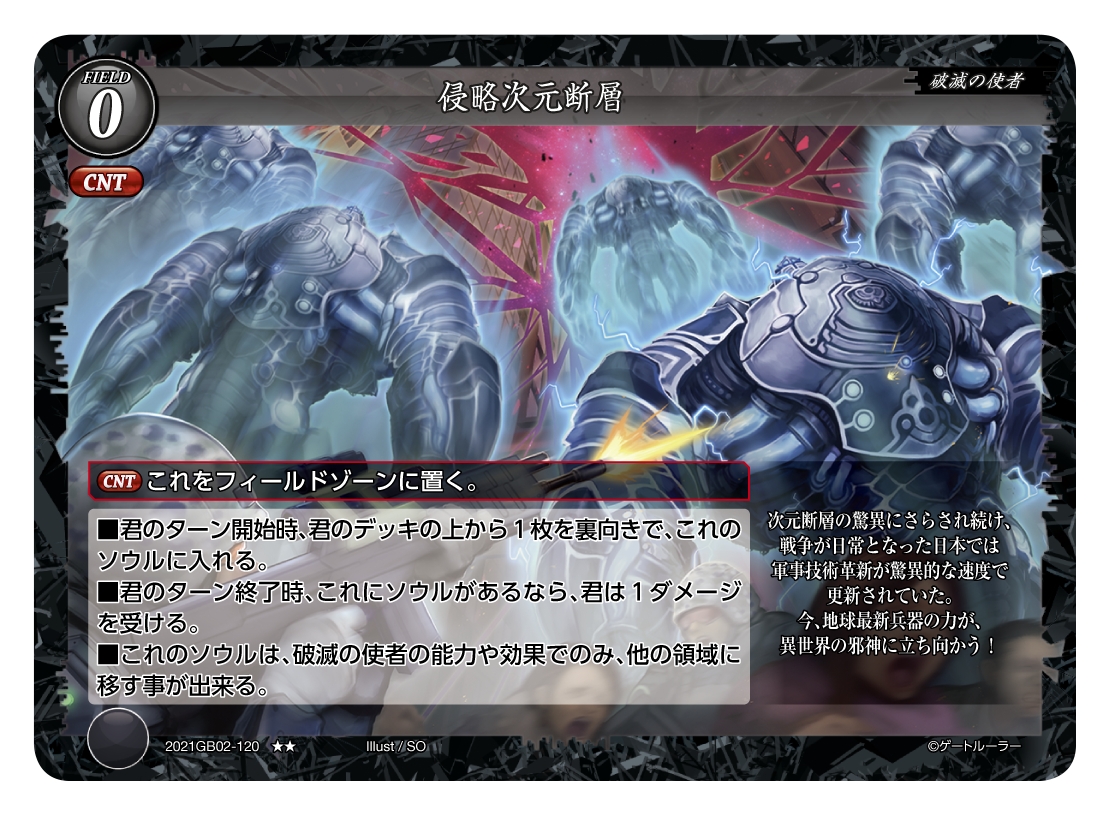 FIELD
0
侵略次元断層
破滅の使者
CNT
CNT これをフィールドゾーンに置く。
■君のターン開始時、君のデッキの上から1枚を裏向きで、これの
ソウルに入れる。
■君のターン終了時、これにソウルがあるなら、君は1ダメージ
を受ける。
■これのソウルは、破滅の使者の能力や効果でのみ、他の領域に
移す事が出来る。
次元断層の驚異にさらされ続け、
戦争が日常となった日本では
軍事技術革新が驚異的な速度で
更新されていた。
今、地球最新兵器の力が、
異世界の邪神に立ち向かう！
2021GB02-120 ★★ Illust / SO
©ゲートルーラー